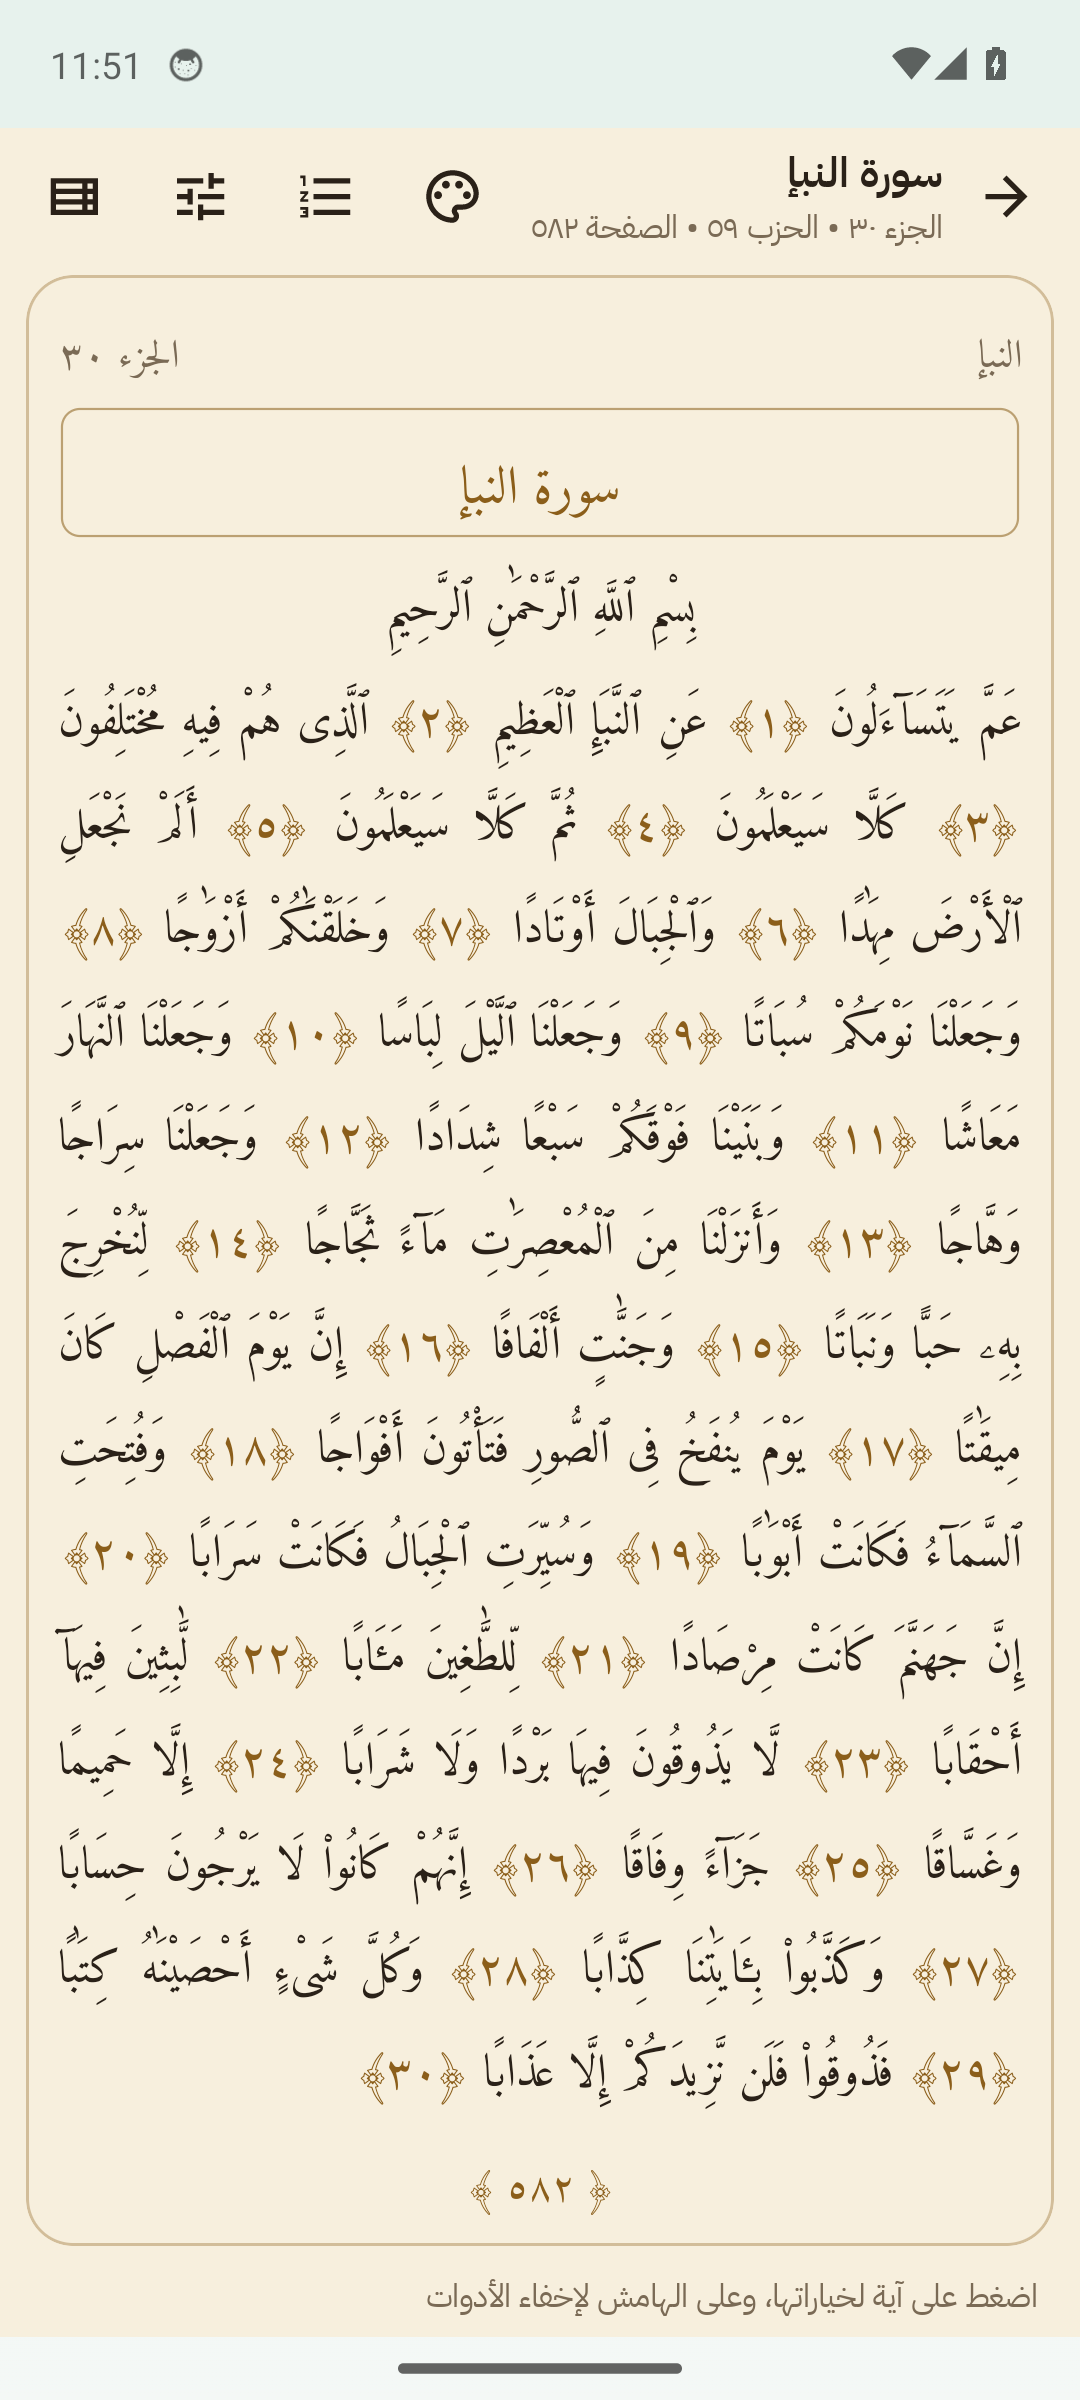 11:51
سورة النبإ
الجزء ٣٠ • الحزب ٥٩ • الصفحة ٥٨٢
النبإ
الجزء ٣٠
سورة النبإ
بِسْمِ ٱللَّهِ ٱلرَّحْمَٰنِ ٱلرَّحِيمِ
عَمَّ يَتَسَآءَلُونَ ﴿١﴾ عَنِ ٱلنَّبَإِ ٱلْعَظِيمِ ﴿٢﴾ ٱلَّذِى هُمْ فِيهِ مُخْتَلِفُونَ
﴿٣﴾ كَلَّا سَيَعْلَمُونَ ﴿٤﴾ ثُمَّ كَلَّا سَيَعْلَمُونَ ﴿٥﴾ أَلَمْ نَجْعَلِ
ٱلْأَرْضَ مِهَٰدًا ﴿٦﴾ وَٱلْجِبَالَ أَوْتَادًا ﴿٧﴾ وَخَلَقْنَٰكُمْ أَزْوَٰجًا ﴿٨﴾
وَجَعَلْنَا نَوْمَكُمْ سُبَاتًا ﴿٩﴾ وَجَعَلْنَا ٱلَّيْلَ لِبَاسًا ﴿١٠﴾ وَجَعَلْنَا ٱلنَّهَارَ
مَعَاشًا ﴿١١﴾ وَبَنَيْنَا فَوْقَكُمْ سَبْعًا شِدَادًا ﴿١٢﴾ وَجَعَلْنَا سِرَاجًا
وَهَّاجًا ﴿١٣﴾ وَأَنزَلْنَا مِنَ ٱلْمُعْصِرَٰتِ مَآءً ثَجَّاجًا ﴿١٤﴾ لِّنُخْرِجَ
بِهِۦ حَبًّا وَنَبَاتًا ﴿١٥﴾ وَجَنَّٰتٍ أَلْفَافًا ﴿١٦﴾ إِنَّ يَوْمَ ٱلْفَصْلِ كَانَ
مِيقَٰتًا ﴿١٧﴾ يَوْمَ يُنفَخُ فِى ٱلصُّورِ فَتَأْتُونَ أَفْوَاجًا ﴿١٨﴾ وَفُتِحَتِ
ٱلسَّمَآءُ فَكَانَتْ أَبْوَٰبًا ﴿١٩﴾ وَسُيِّرَتِ ٱلْجِبَالُ فَكَانَتْ سَرَابًا ﴿٢٠﴾
إِنَّ جَهَنَّمَ كَانَتْ مِرْصَادًا ﴿٢١﴾ لِّلطَّٰغِينَ مَـَٔابًا ﴿٢٢﴾ لَّٰبِثِينَ فِيهَآ
أَحْقَابًا ﴿٢٣﴾ لَّا يَذُوقُونَ فِيهَا بَرْدًا وَلَا شَرَابًا ﴿٢٤﴾ إِلَّا حَمِيمًا
وَغَسَّاقًا ﴿٢٥﴾ جَزَآءً وِفَاقًا ﴿٢٦﴾ إِنَّهُمْ كَانُوا۟ لَا يَرْجُونَ حِسَابًا
﴿٢٧﴾ وَكَذَّبُوا۟ بِـَٔايَٰتِنَا كِذَّابًا ﴿٢٨﴾ وَكُلَّ شَىْءٍ أَحْصَيْنَٰهُ كِتَٰبًا
﴿٢٩﴾ فَذُوقُوا۟ فَلَن نَّزِيدَكُمْ إِلَّا عَذَابًا ﴿٣٠﴾
﴿ ٥٨٢ ﴾
اضغط على آية لخياراتها، وعلى الهامش لإخفاء الأدوات